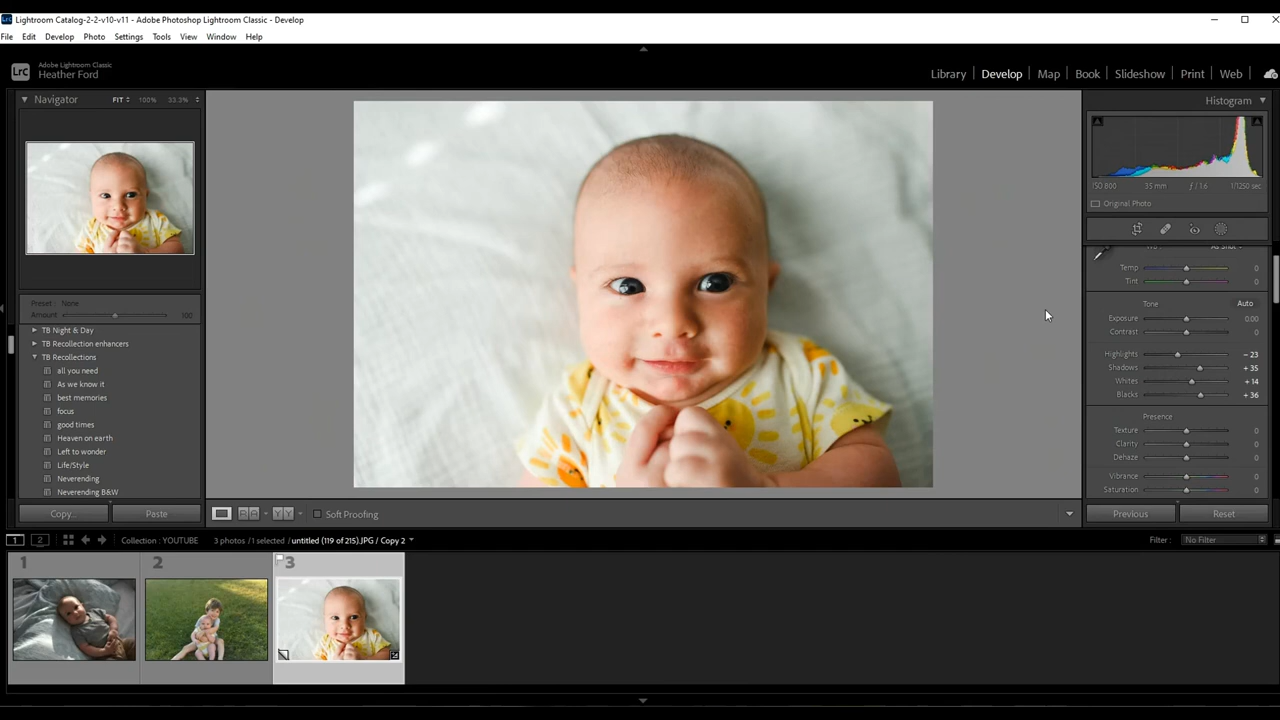 Lightroom Catalog-2-2-v10-v11 - Adobe Photoshop Lightroom Classic - Develop
File Edit Develop Photo Settings Tools View Window Help
Lrc
Adobe Lightroom Classic
Heather Ford
Library | Develop | Map | Book | Slideshow | Print | Web
Navigator FIT 100% 33.3%
Preset: None
Amount 100
TB Night & Day
TB Recollection enhancers
TB Recollections
all you need
As we know it
best memories
focus
good times
Heaven on earth
Left to wonder
Life/Style
Neverending
Neverending B&W
Copy... Paste
Soft Proofing
Histogram
ISO 800 35 mm ƒ / 1.6 1/1250 sec
Original Photo
As Shot
Temp 0
Tint 0
Tone Auto
Exposure 0.00
Contrast 0
Highlights - 23
Shadows + 35
Whites + 14
Blacks + 36
Presence
Texture 0
Clarity 0
Dehaze 0
Vibrance 0
Saturation 0
Previous Reset
1 2 Collection : YOUTUBE 3 photos / 1 selected / untitled (119 of 215).JPG / Copy 2 Filter : No Filter
1 2 3